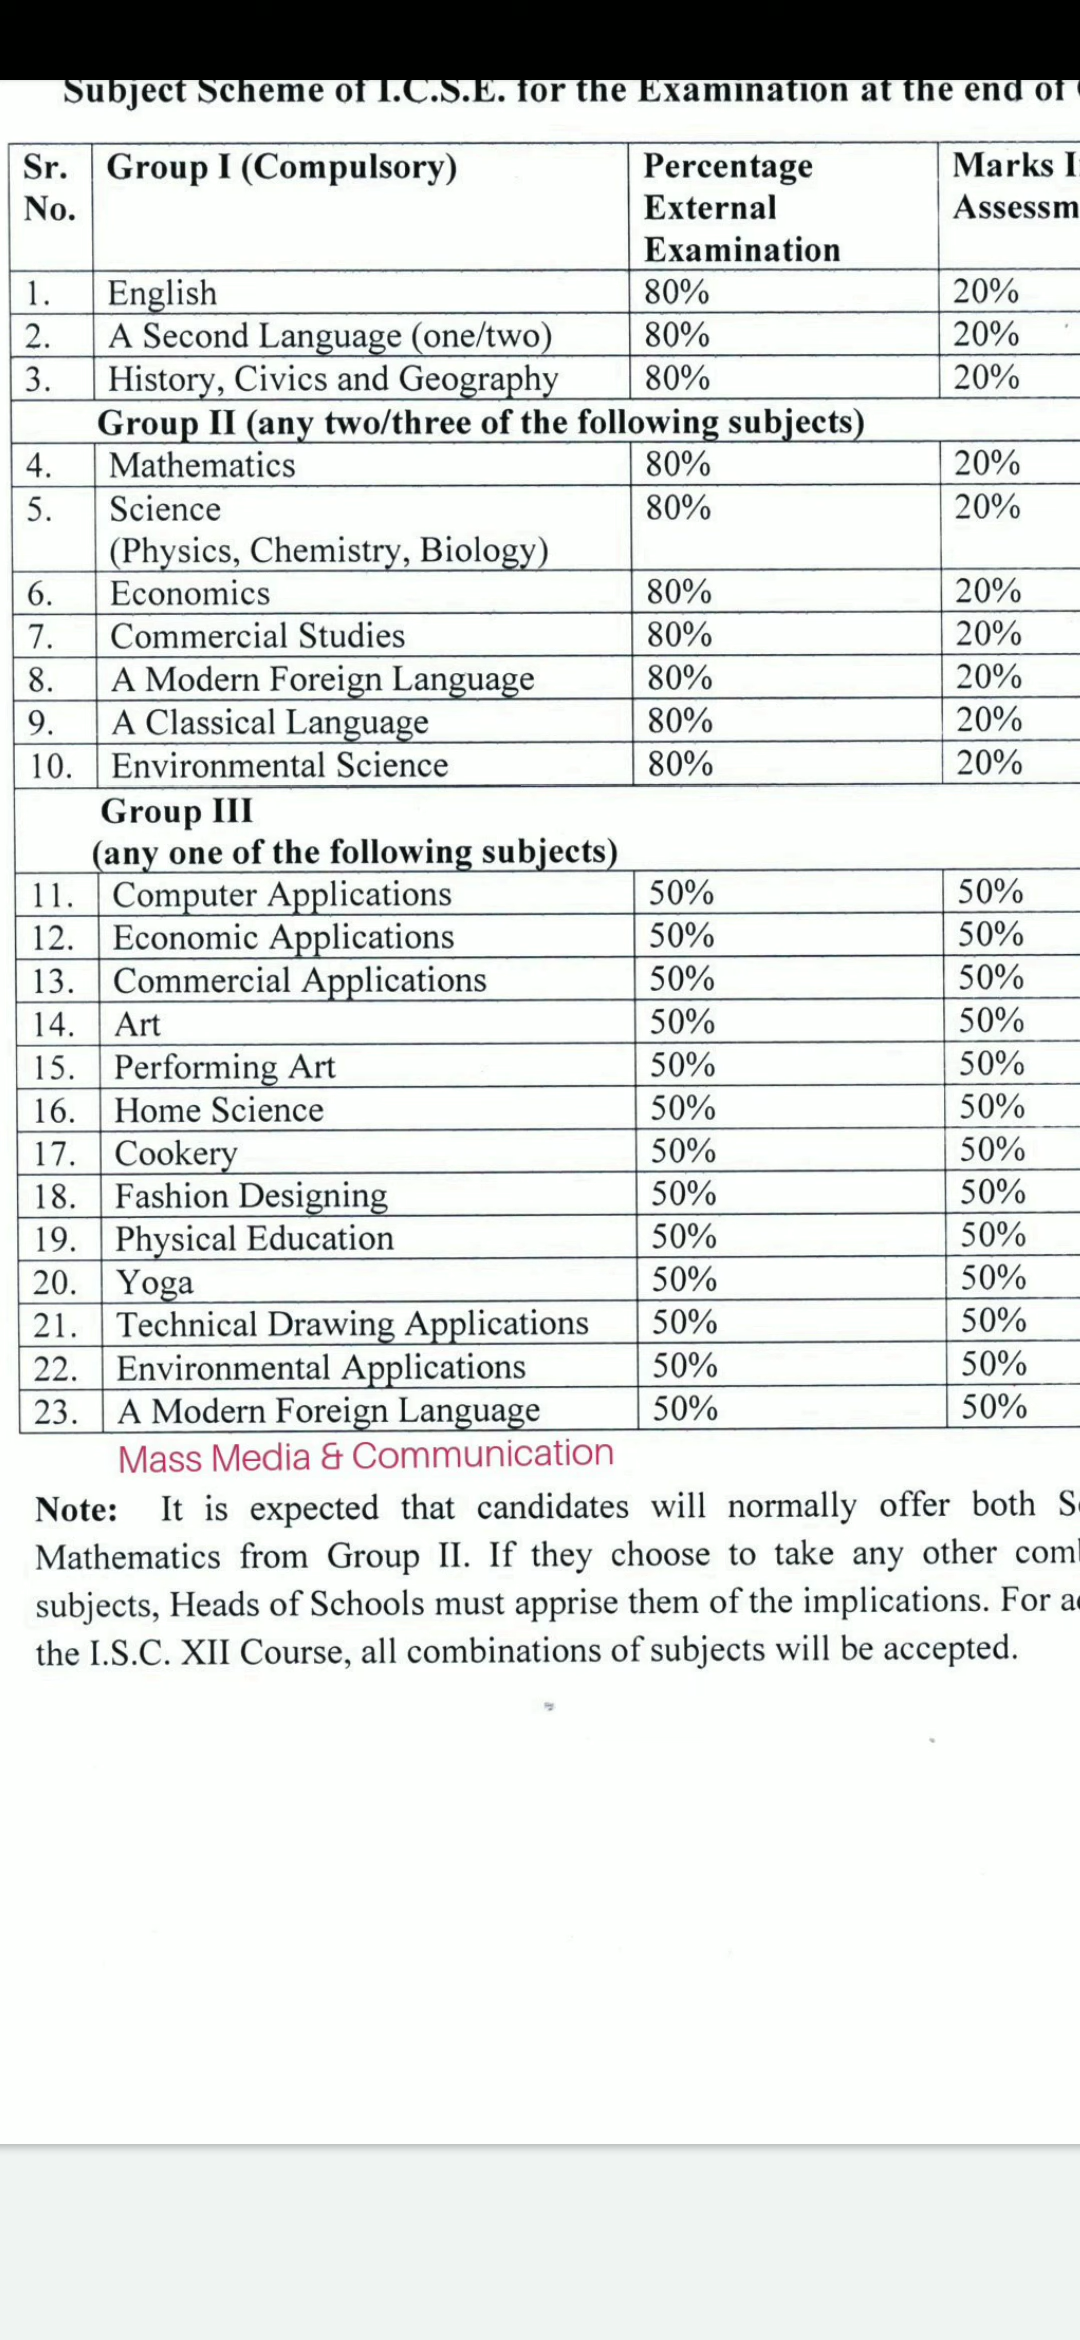 Subject Scheme of I.C.S.E. for the Examination at the end of
Sr. No. Group I (Compulsory) Percentage External Examination Marks Assessm
1. English 80% 20%
2. A Second Language (one/two) 80% 20%
3. History, Civics and Geography 80% 20%
Group II (any two/three of the following subjects)
4. Mathematics 80% 20%
5. Science 80% 20%
(Physics, Chemistry, Biology)
6. Economics 80% 20%
7. Commercial Studies 80% 20%
8. A Modern Foreign Language 80% 20%
9. A Classical Language 80% 20%
10. Environmental Science 80% 20%
Group III
(any one of the following subjects)
11. Computer Applications 50% 50%
12. Economic Applications 50% 50%
13. Commercial Applications 50% 50%
14. Art 50% 50%
15. Performing Art 50% 50%
16. Home Science 50% 50%
17. Cookery 50% 50%
18. Fashion Designing 50% 50%
19. Physical Education 50% 50%
20. Yoga 50% 50%
21. Technical Drawing Applications 50% 50%
22. Environmental Applications 50% 50%
23. A Modern Foreign Language 50% 50%
Mass Media & Communication
Note: It is expected that candidates will normally offer both
Mathematics from Group II. If they choose to take any other
subjects, Heads of Schools must apprise them of the implications. For
the I.S.C. XII Course, all combinations of subjects will be accepted.